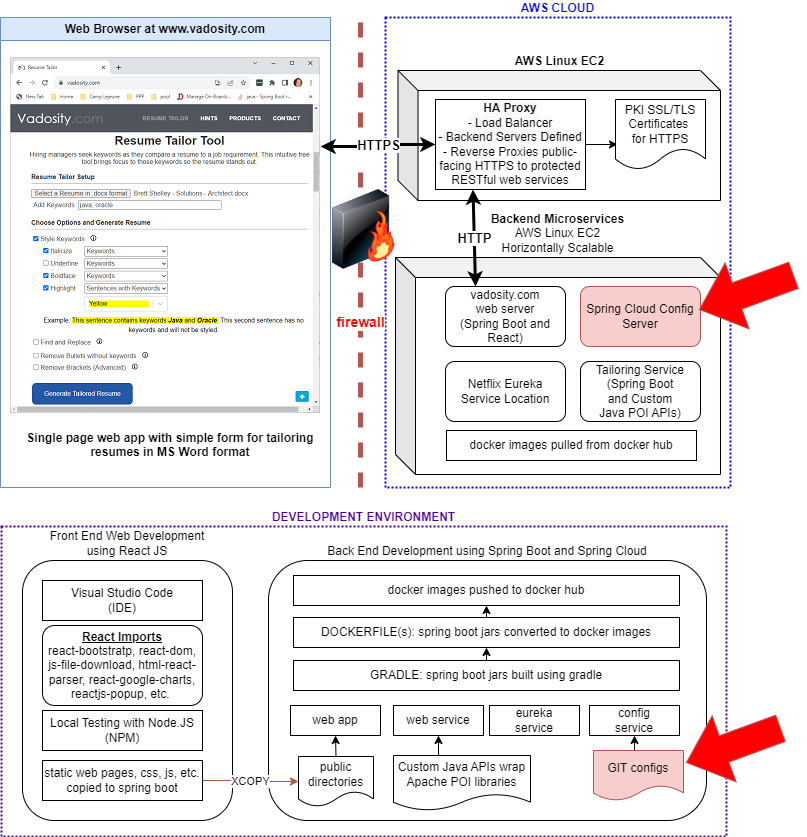 AWS CLOUD
Web Browser at www.vadosity.com
Resume Tailor
vadosity.com
New Tab
Home
Camp Lejeune
PPP
pool
Manage On-Boardi...
java - Spring Boot r...
Vadosity.com
RESUME TAILOR
HINTS
PRODUCTS
CONTACT
Resume Tailor Tool
Hiring managers seek keywords as they compare a resume to a job requirement. This intuitive free
tool brings focus to those keywords so the resume stands out.
Resume Tailor Setup
Select a Resume in .docx format
Brett Shelley - Solutions - Architect.docx
Add Keywords
java, oracle
Choose Options and Generate Resume
Style Keywords
Italicize
Keywords
Underline
Keywords
Boldface
Keywords
Highlight
Sentences with Keywords
Yellow
Example: This sentence contains keywords Java and Oracle. This second sentence has no
keywords and will not be styled.
Find and Replace
Remove Bullets without keywords
Remove Brackets (Advanced)
Generate Tailored Resume
Single page web app with simple form for tailoring
resumes in MS Word format
HTTPS
firewall
AWS Linux EC2
HA Proxy
- Load Balancer
- Backend Servers Defined
- Reverse Proxies public-
facing HTTPS to protected
RESTful web services
PKI SSL/TLS
Certificates
for HTTPS
HTTP
Backend Microservices
AWS Linux EC2
Horizontally Scalable
vadosity.com
web server
(Spring Boot and
React)
Spring Cloud Config
Server
Netflix Eureka
Service Location
Tailoring Service
(Spring Boot
and Custom
Java POI APIs)
docker images pulled from docker hub
DEVELOPMENT ENVIRONMENT
Front End Web Development
using React JS
Visual Studio Code
(IDE)
React Imports
react-bootstratp, react-dom,
js-file-download, html-react-
parser, react-google-charts,
reactjs-popup, etc.
Local Testing with Node.JS
(NPM)
static web pages, css, js, etc.
copied to spring boot
XCOPY
Back End Development using Spring Boot and Spring Cloud
docker images pushed to docker hub
DOCKERFILE(s): spring boot jars converted to docker images
GRADLE: spring boot jars built using gradle
web app
web service
eureka
service
config
service
public
directories
Custom Java APIs wrap
Apache POI libraries
GIT configs